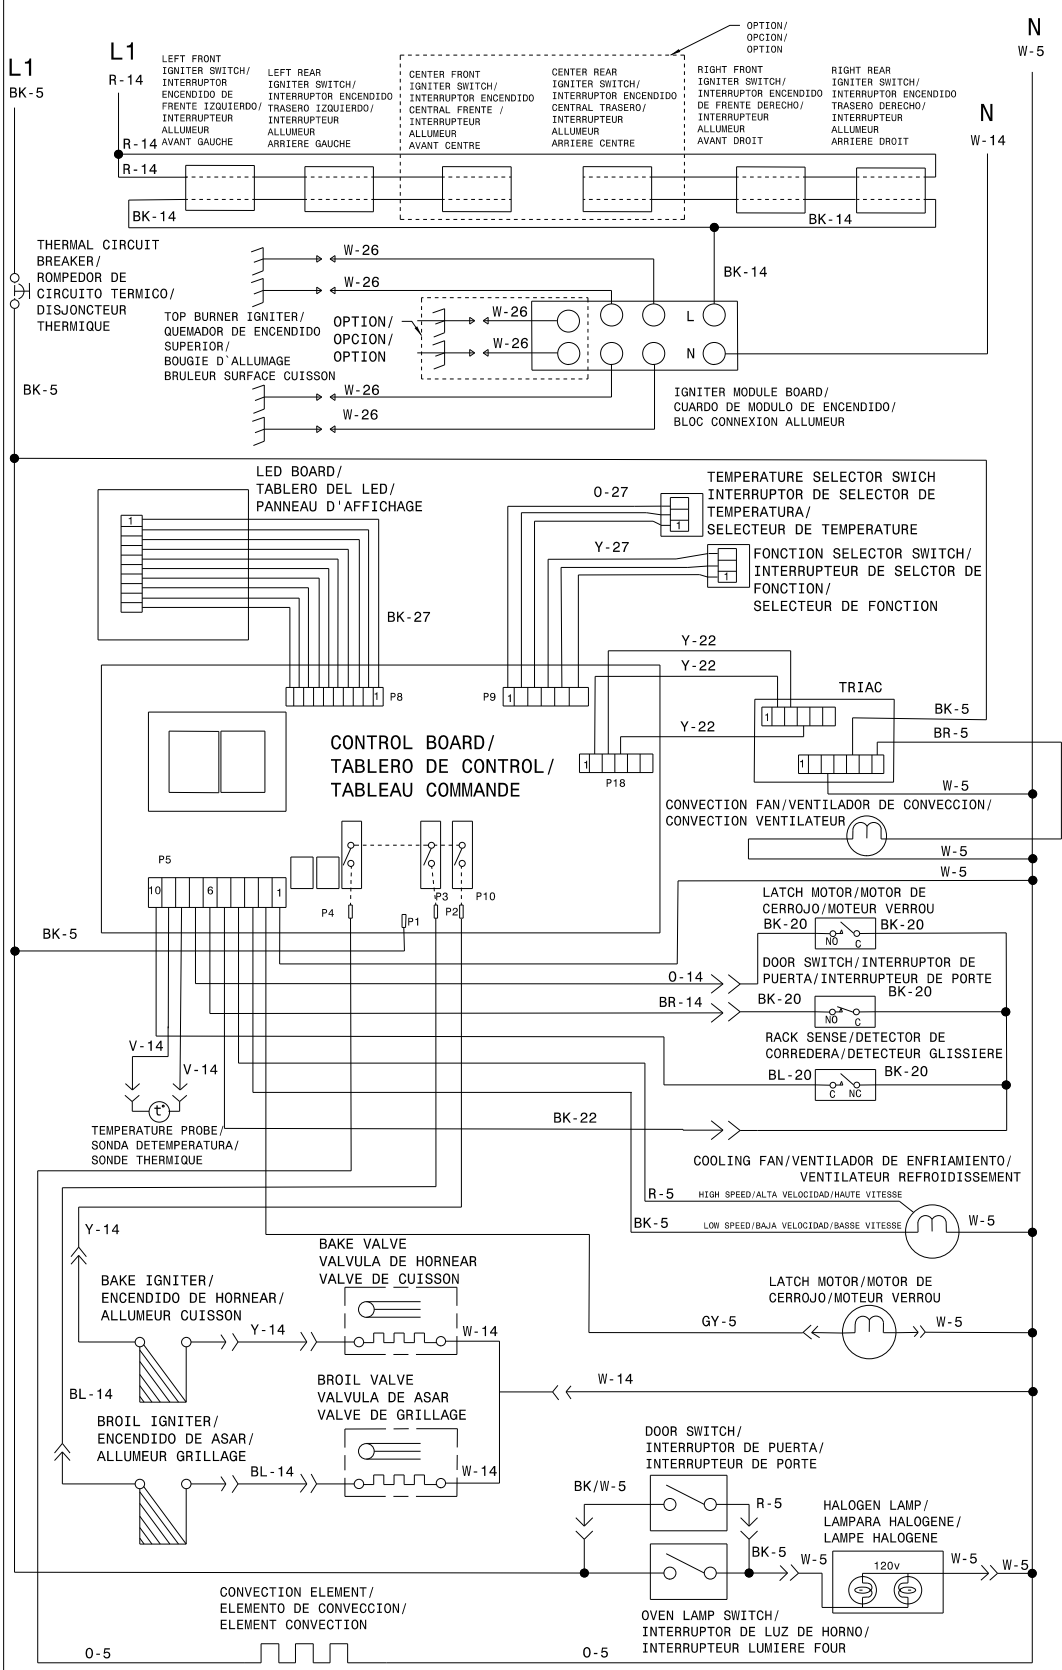 L1
BK-5
L1
R-14
R-14
R-14
LEFT FRONT
IGNITER SWITCH/
INTERRUPTOR
ENCENDIDO DE
FRENTE IZQUIERDO/
INTERRUPTEUR
ALLUMEUR
AVANT GAUCHE
LEFT REAR
IGNITER SWITCH/
INTERRUPTOR ENCENDIDO
TRASERO IZQUIERDO/
INTERRUPTEUR
ALLUMEUR
ARRIERE GAUCHE
CENTER FRONT
IGNITER SWITCH/
INTERRUPTOR ENCENDIDO
CENTRAL FRENTE /
INTERRUPTEUR
ALLUMEUR
AVANT CENTRE
CENTER REAR
IGNITER SWITCH/
INTERRUPTOR ENCENDIDO
CENTRAL TRASERO/
INTERRUPTEUR
ALLUMEUR
ARRIERE CENTRE
OPTION/
OPCION/
OPTION
RIGHT FRONT
IGNITER SWITCH/
INTERRUPTOR ENCENDIDO
DE FRENTE DERECHO/
INTERRUPTEUR
ALLUMEUR
AVANT DROIT
RIGHT REAR
IGNITER SWITCH/
INTERRUPTOR ENCENDIDO
TRASERO DERECHO/
INTERRUPTEUR
ALLUMEUR
ARRIERE DROIT
N
W-5
N
W-14
BK-14
BK-14
BK-14
THERMAL CIRCUIT
BREAKER/
ROMPEDOR DE
CIRCUITO TERMICO/
DISJONCTEUR
THERMIQUE
BK-5
W-26
W-26
TOP BURNER IGNITER/
QUEMADOR DE ENCENDIDO
SUPERIOR/
BOUGIE D`ALLUMAGE
BRULEUR SURFACE CUISSON
OPTION/
OPCION/
OPTION
W-26
W-26
L
N
W-26
W-26
IGNITER MODULE BOARD/
CUARDO DE MODULO DE ENCENDIDO/
BLOC CONNEXION ALLUMEUR
LED BOARD/
TABLERO DEL LED/
PANNEAU D'AFFICHAGE
1
BK-27
O-27
1
TEMPERATURE SELECTOR SWICH
INTERRUPTOR DE SELECTOR DE
TEMPERATURA/
SELECTEUR DE TEMPERATURE
Y-27
1
FONCTION SELECTOR SWITCH/
INTERRUPTEUR DE SELCTOR DE
FONCTION/
SELECTEUR DE FONCTION
1
P8
P9
1
Y-22
Y-22
Y-22
TRIAC
1
1
BK-5
BR-5
W-5
1
P18
CONTROL BOARD/
TABLERO DE CONTROL/
TABLEAU COMMANDE
CONVECTION FAN/VENTILADOR DE CONVECCION/
CONVECTION VENTILATEUR
W-5
W-5
P5
10
6
1
P4
P1
P3
P2
P10
BK-5
LATCH MOTOR/MOTOR DE
CERROJO/MOTEUR VERROU
BK-20
NO
C
BK-20
O-14
DOOR SWITCH/INTERRUPTOR DE
PUERTA/INTERRUPTEUR DE PORTE
BR-14
BK-20
NO
C
BK-20
RACK SENSE/DETECTOR DE
CORREDERA/DETECTEUR GLISSIERE
BL-20
C
NC
BK-20
V-14
V-14
t°
TEMPERATURE PROBE/
SONDA DETEMPERATURA/
SONDE THERMIQUE
BK-22
COOLING FAN/VENTILADOR DE ENFRIAMIENTO/
VENTILATEUR REFROIDISSEMENT
R-5
HIGH SPEED/ALTA VELOCIDAD/HAUTE VITESSE
BK-5
LOW SPEED/BAJA VELOCIDAD/BASSE VITESSE
W-5
Y-14
BAKE IGNITER/
ENCENDIDO DE HORNEAR/
ALLUMEUR CUISSON
Y-14
BAKE VALVE
VALVULA DE HORNEAR
VALVE DE CUISSON
W-14
LATCH MOTOR/MOTOR DE
CERROJO/MOTEUR VERROU
GY-5
W-5
BL-14
BROIL IGNITER/
ENCENDIDO DE ASAR/
ALLUMEUR GRILLAGE
BL-14
BROIL VALVE
VALVULA DE ASAR
VALVE DE GRILLAGE
W-14
W-14
DOOR SWITCH/
INTERRUPTOR DE PUERTA/
INTERRUPTEUR DE PORTE
BK/W-5
R-5
BK-5
HALOGEN LAMP/
LAMPARA HALOGENE/
LAMPE HALOGENE
W-5
120v
W-5
W-5
OVEN LAMP SWITCH/
INTERRUPTOR DE LUZ DE HORNO/
INTERRUPTEUR LUMIERE FOUR
CONVECTION ELEMENT/
ELEMENTO DE CONVECCION/
ELEMENT CONVECTION
O-5
O-5